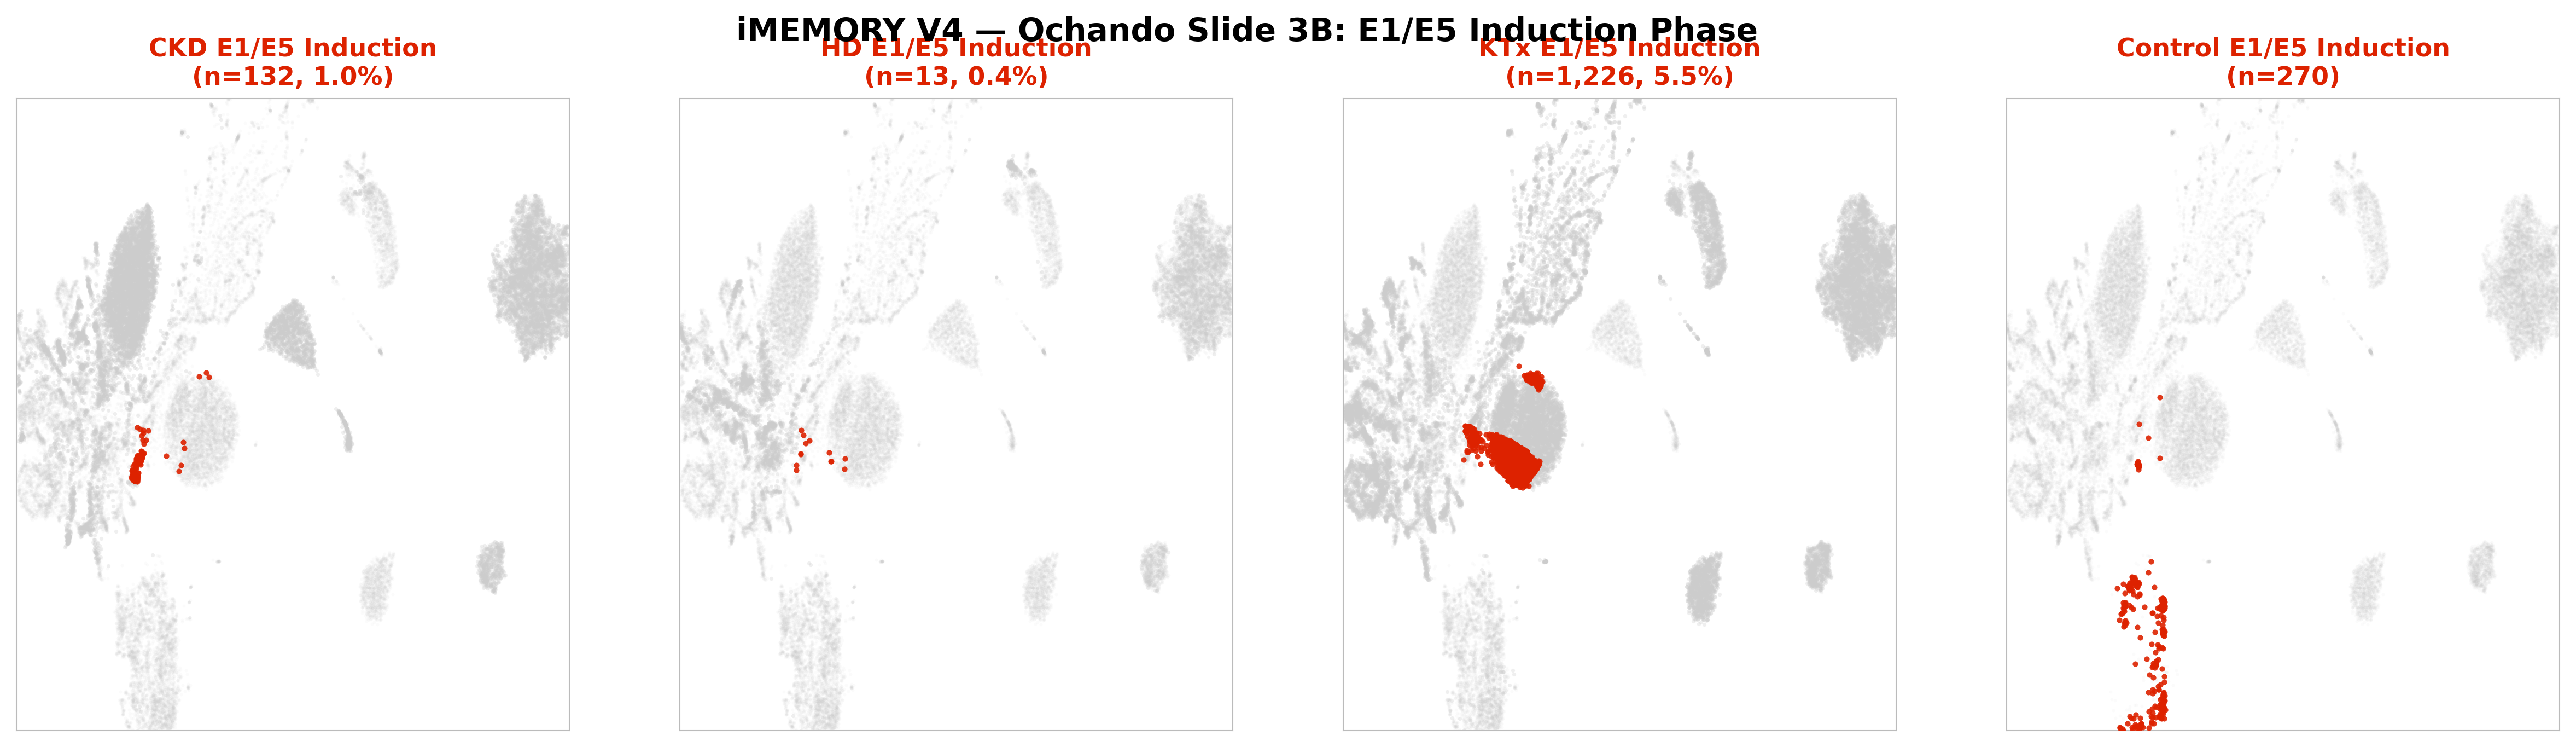 iMEMORY V4 — Ochando Slide 3B: E1/E5 Induction Phase
CKD E1/E5 Induction
(n=132, 1.0%)
HD E1/E5 Induction
(n=13, 0.4%)
KTx E1/E5 Induction
(n=1,226, 5.5%)
Control E1/E5 Induction
(n=270)